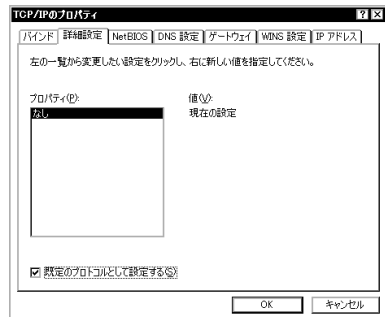 TCP/IPのプロパティ
バインド 詳細設定 NetBIOS DNS 設定 ゲートウェイ WINS 設定 IP アドレス
左の一覧から変更したい設定をクリックし、右に新しい値を指定してください。
プロパティ(P): 値(V):
なし 現在の設定
既定のプロトコルとして設定する(S)
OK キャンセル